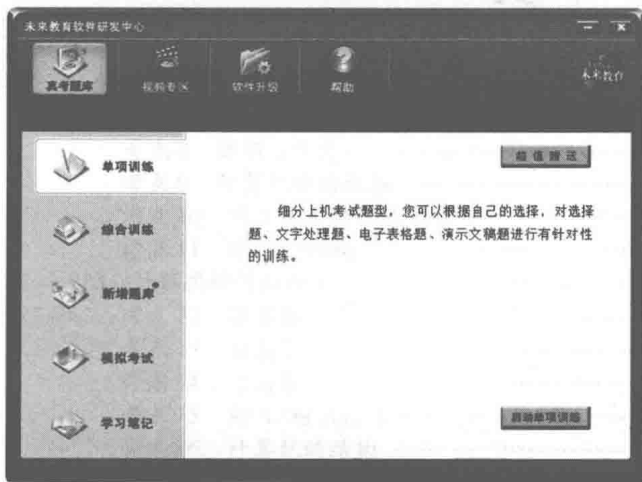 未来教育软件研发中心
真考题库
视频专区
软件升级
帮助
未来教育
单项训练
超值赠送
细分上机考试题型，您可以根据自己的选择，对选择
题、文字处理题、电子表格题、演示文稿题进行有针对性
的训练。
综合训练
新增题库
模拟考试
学习笔记
启动单项训练